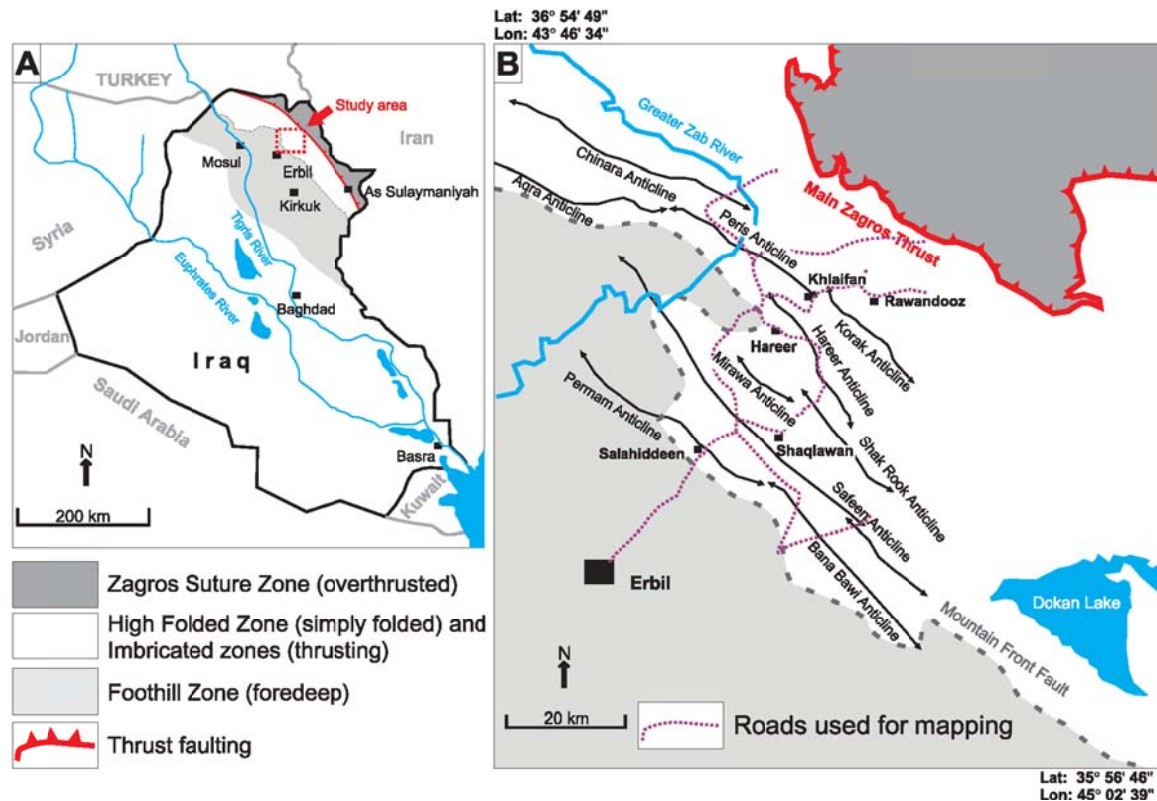 Lat: 36° 54' 49"
Lon: 43° 46' 34"
A
TURKEY
Study area
Iran
Mosul
Erbil
Kirkuk
As Sulaymaniyah
Syria
Tigris River
Euphrates River
Baghdad
Jordan
Iraq
Saudi Arabia
Basra
Kuwait
N
200 km
B
Greater Zab River
Chinara Anticline
Aqra Anticline
Peris Anticline
Main Zagros Thrust
Khlaifan
Rawandooz
Hareer
Hareer Anticline
Korak Anticline
Mirawa Anticline
Permam Anticline
Salahiddeen
Shaqlawan
Shak Rook Anticline
Safeen Anticline
Bana Bawi Anticline
Erbil
Dokan Lake
Mountain Front Fault
N
20 km
Roads used for mapping
Zagros Suture Zone (overthrusted)
High Folded Zone (simply folded) and
Imbricated zones (thrusting)
Foothill Zone (foredeep)
Thrust faulting
Lat: 35° 56' 46"
Lon: 45° 02' 39"